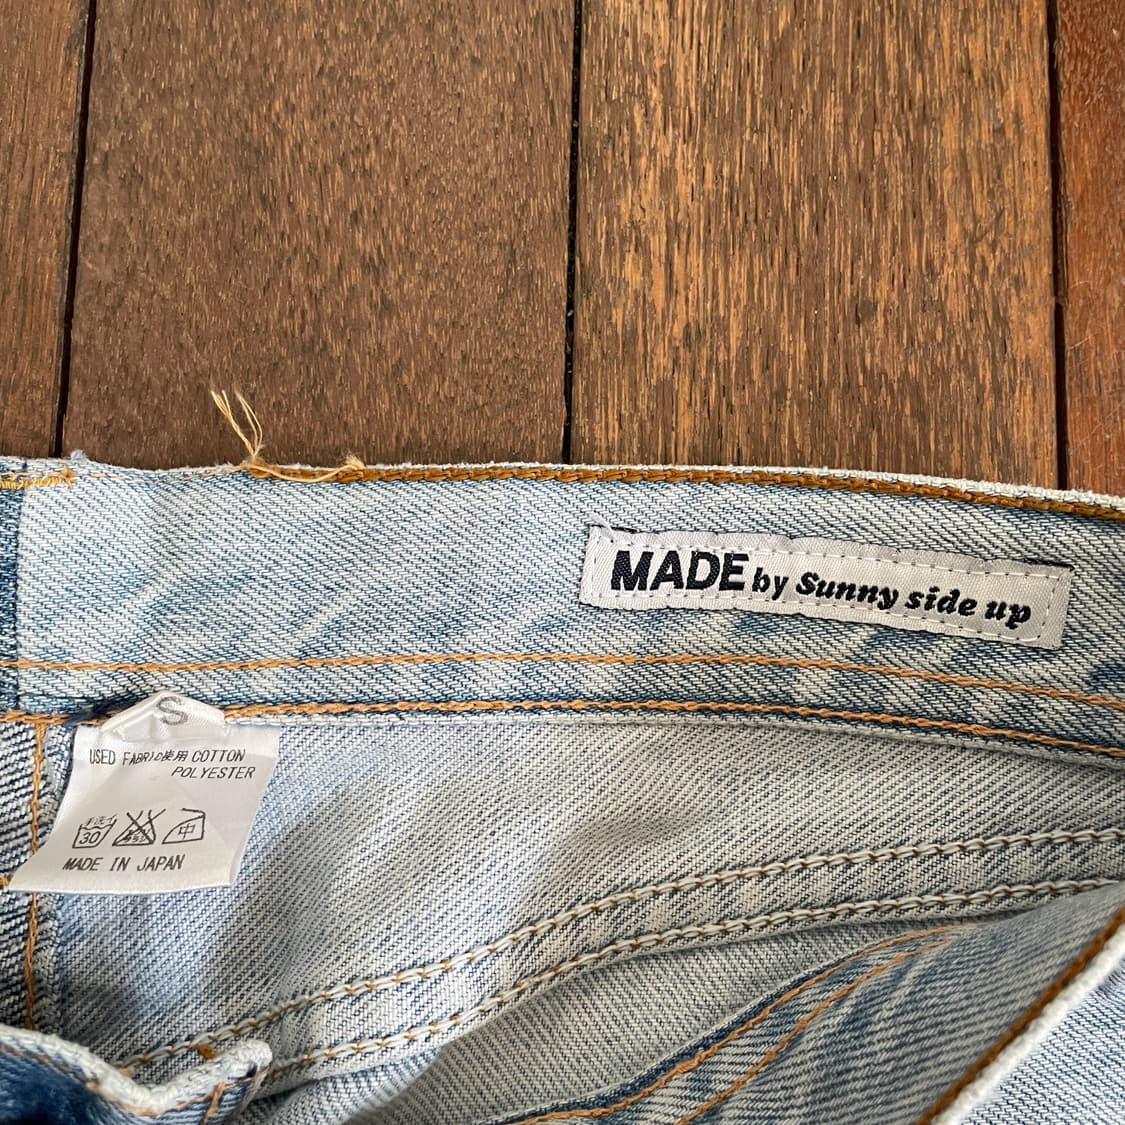 MADE by Sunny side up
S
USED FABRIC使用 COTTON
POLYESTER
30 中
MADE IN JAPAN